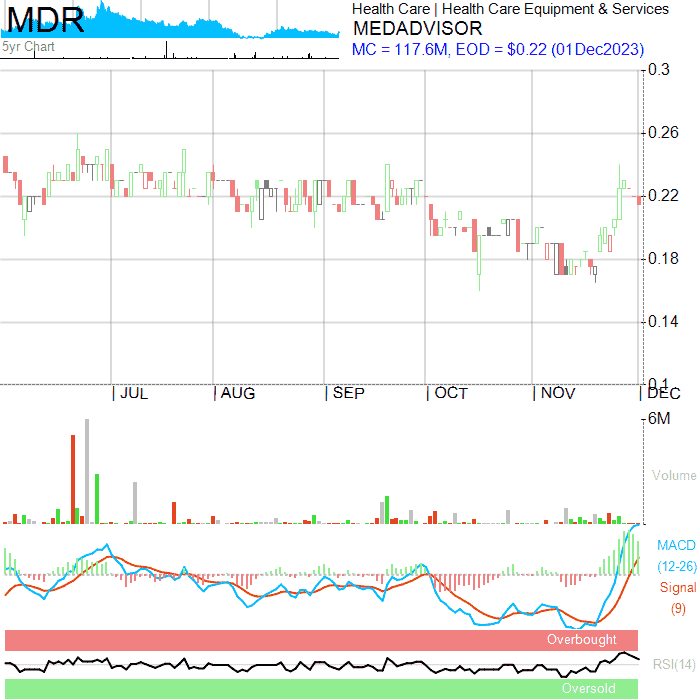 MDR
5yr Chart
Health Care | Health Care Equipment & Services
MEDADVISOR
MC = 117.6M, EOD = $0.22 (01Dec2023)
0.3
0.26
0.22
0.18
0.14
0.1
JUL AUG SEP OCT NOV DEC
6M
Volume
MACD
(12-26)
Signal
(9)
Overbought
RSI(14)
Oversold